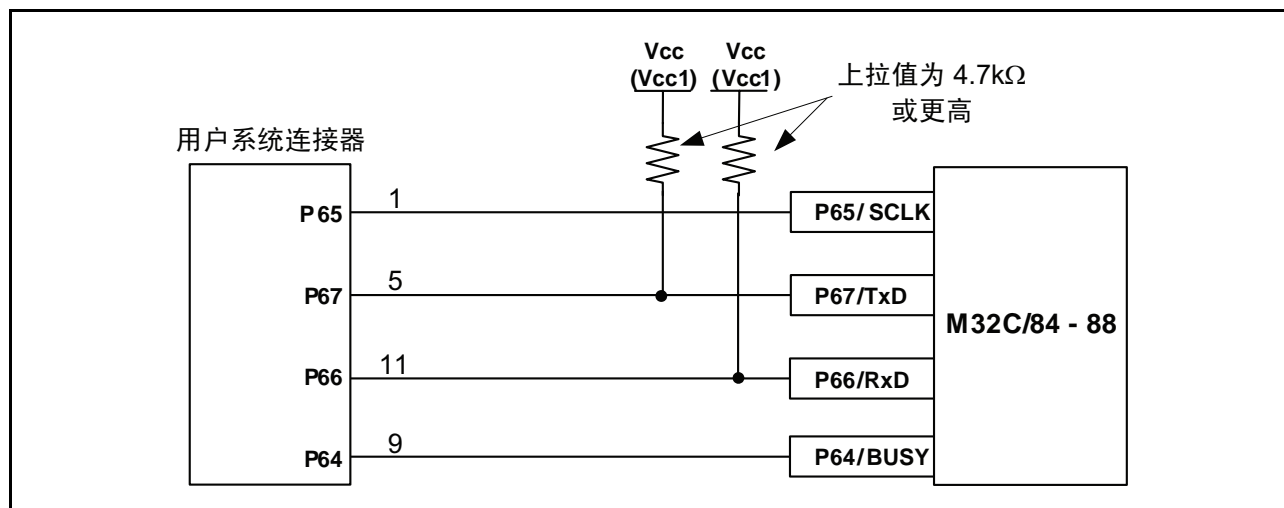 Vcc
(Vcc1)
Vcc
(Vcc1)
上拉值为 4.7kΩ
或更高
用户系统连接器
P65
1
P65/ SCLK
P67
5
P67/TxD
M32C/84 - 88
P66
11
P66/RxD
P64
9
P64/BUSY